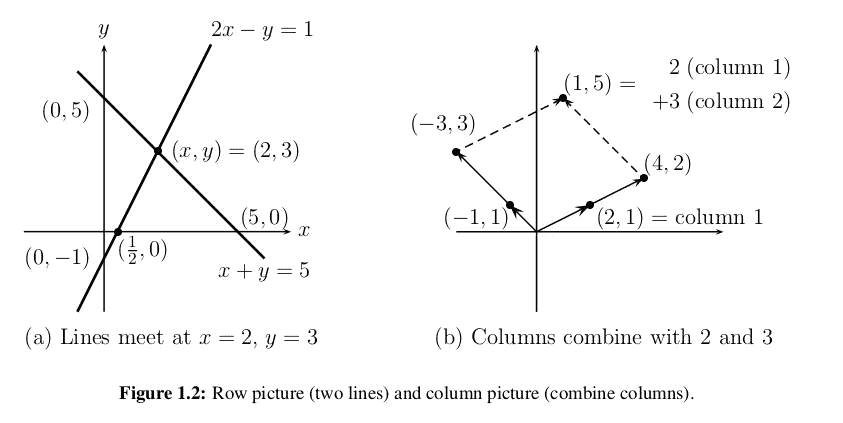 y
2x − y = 1
(0, 5)
(x, y) = (2, 3)
(5, 0)
x
(0, −1)
(1/2, 0)
x + y = 5
(a) Lines meet at x = 2, y = 3
(1, 5) = 2 (column 1)
+3 (column 2)
(−3, 3)
(4, 2)
(−1, 1)
(2, 1) = column 1
(b) Columns combine with 2 and 3
Figure 1.2: Row picture (two lines) and column picture (combine columns).